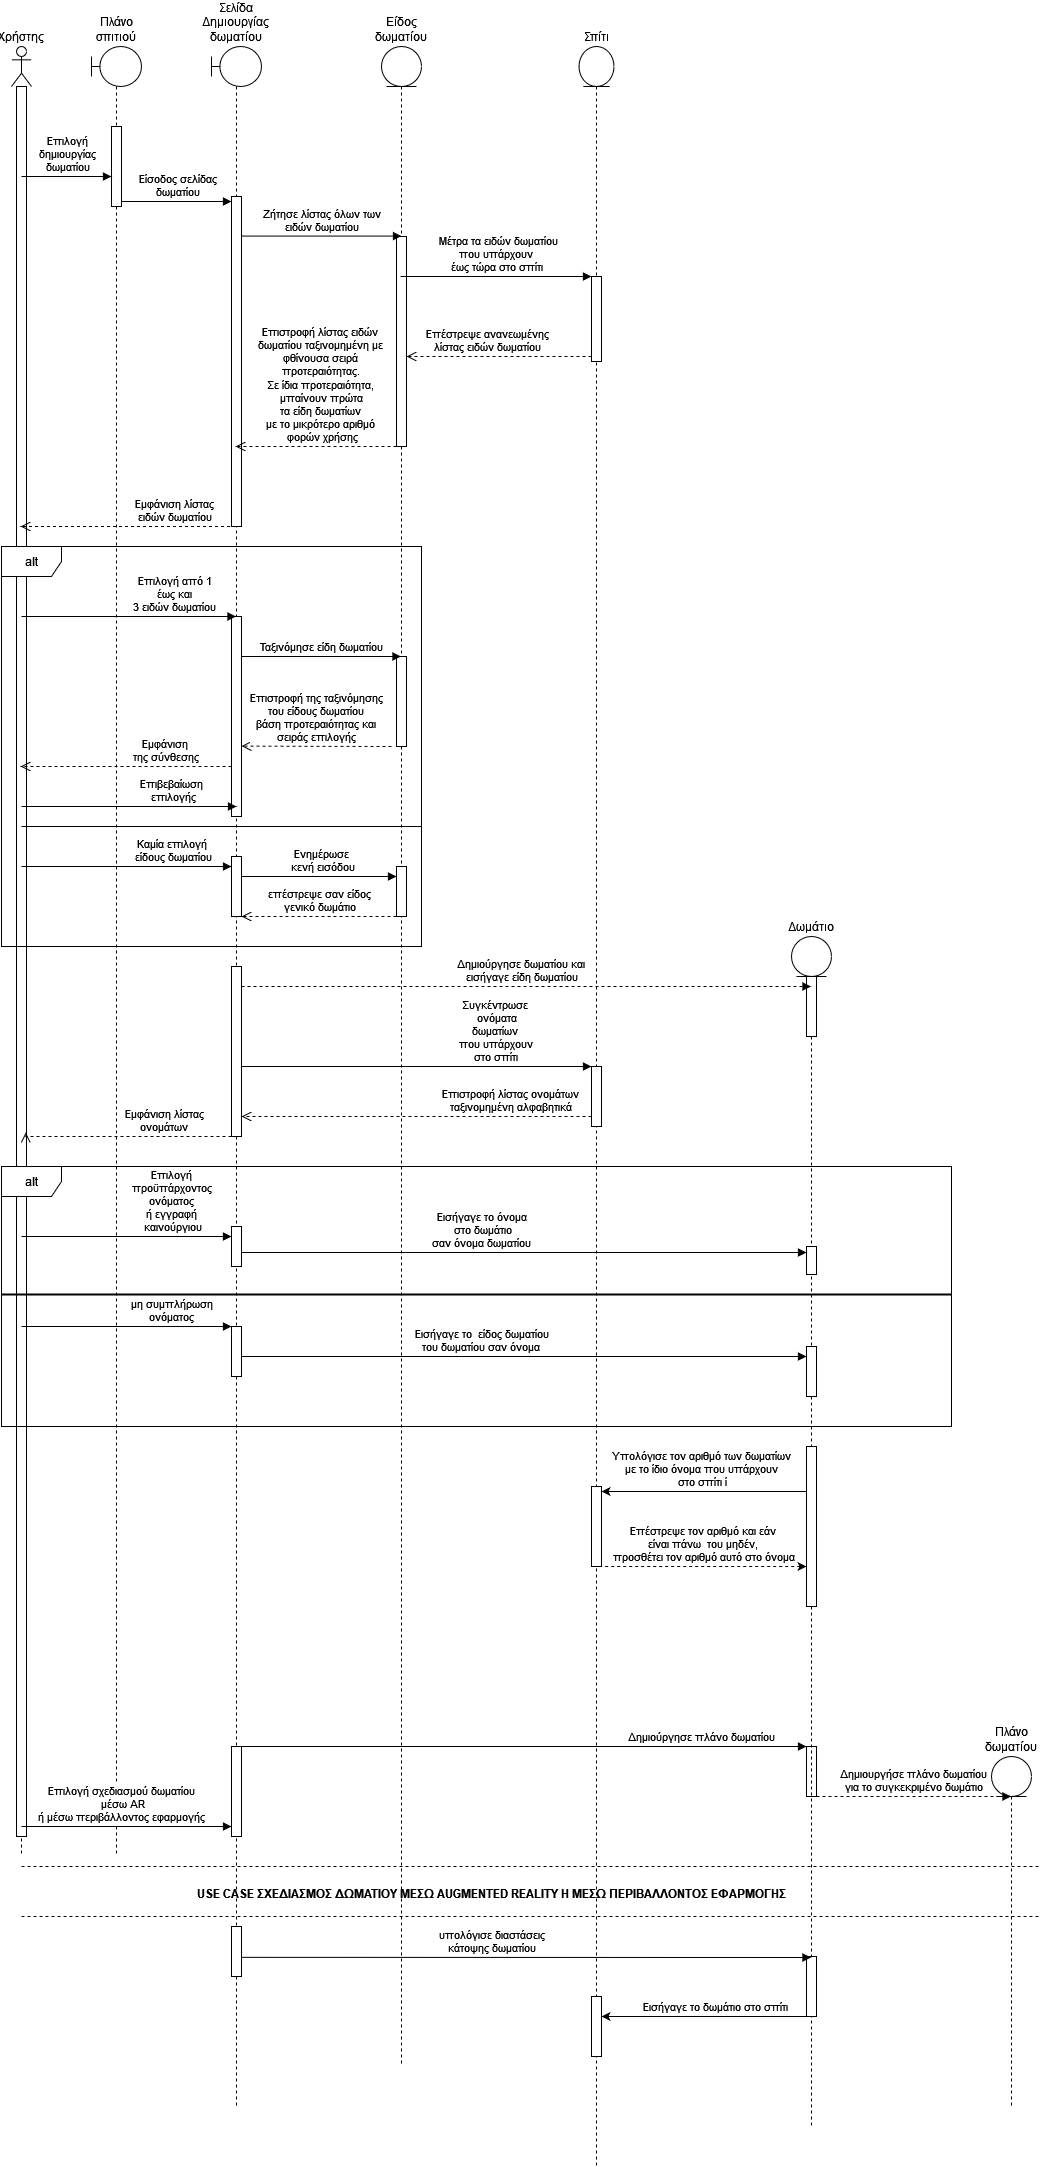 Χρήστης
Πλάνο
σπιτιού
Σελίδα
Δημιουργίας
δωματίου
Είδος
δωματίου
Σπίτι
Επιλογή
δημιουργίας
δωματίου
Είσοδος σελίδας
δωματίου
Ζήτησε λίστας όλων των
ειδών δωματίου
Μέτρα τα ειδών δωματίου
που υπάρχουν
έως τώρα στο σπίτι
Επέστρεψε ανανεωμένης
λίστας ειδών δωματίου
Επιστροφή λίστας ειδών
δωματίου ταξινομημένη με
φθίνουσα σειρά
προτεραιότητας.
Σε ίδια προτεραιότητα,
μπαίνουν πρώτα
τα είδη δωματίων
με το μικρότερο αριθμό
φορών χρήσης
Εμφάνιση λίστας
ειδών δωματίου
alt
Επιλογή από 1
έως και
3 ειδών δωματίου
Ταξινόμησε είδη δωματίου
Επιστροφή της ταξινόμησης
του είδους δωματίου
βάση προτεραιότητας και
σειράς επιλογής
Εμφάνιση
της σύνθεσης
Επιβεβαίωση
επιλογής
Καμία επιλογή
είδους δωματίου
Ενημέρωσε
κενή εισόδου
επέστρεψε σαν είδος
γενικό δωμάτιο
Δωμάτιο
Δημιούργησε δωματίου και
εισήγαγε είδη δωματίου
Συγκέντρωσε
ονόματα
δωματίων
που υπάρχουν
στο σπίτι
Επιστροφή λίστας ονομάτων
ταξινομημένη αλφαβητικά
Εμφάνιση λίστας
ονομάτων
alt
Επιλογή
προϋπάρχοντος
ονόματος
ή εγγραφή
καινούργιου
Εισήγαγε το όνομα
στο δωμάτιο
σαν όνομα δωματίου
μη συμπλήρωση
ονόματος
Εισήγαγε το  είδος δωματίου
του δωματίου σαν όνομα
Υπολόγισε τον αριθμό των δωματίων
με το ίδιο όνομα που υπάρχουν
στο σπίτι ί
Επέστρεψε τον αριθμό και εάν
είναι πάνω  του μηδέν,
προσθέτει τον αριθμό αυτό στο όνομα
Δημιούργησε πλάνο δωματίου
Πλάνο
δωματίου
Δημιουργήσε πλάνο δωματίου
για το συγκεκριμένο δωμάτιο
Επιλογή σχεδιασμού δωματίου
μέσω AR
ή μέσω περιβάλλοντος εφαρμογής
USE CASE ΣΧΕΔΙΑΣΜΟΣ ΔΩΜΑΤΙΟΥ ΜΕΣΩ AUGMENTED REALITY Η ΜΕΣΩ ΠΕΡΙΒΑΛΛΟΝΤΟΣ ΕΦΑΡΜΟΓΗΣ
υπολόγισε διαστάσεις
κάτοψης δωματίου
Εισήγαγε το δωμάτιο στο σπίτι